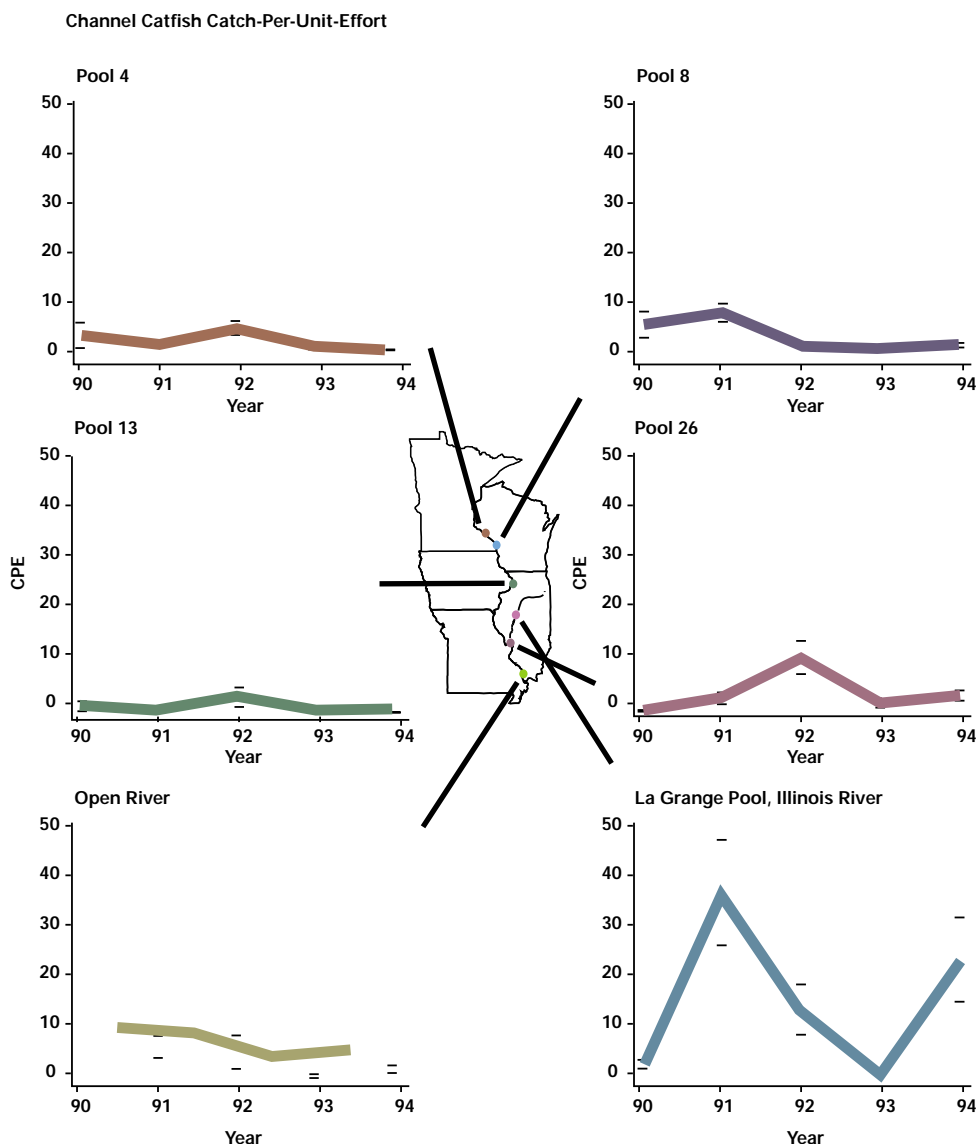 Channel Catfish Catch-Per-Unit-Effort
Pool 4
50
40
30
20
10
0
90 91 92 93 94
Year
Pool 8
50
40
30
20
10
0
90 91 92 93 94
Year
Pool 13
50
40
30
20
10
0
CPE
90 91 92 93 94
Year
Pool 26
50
40
30
20
10
0
CPE
90 91 92 93 94
Year
Open River
50
40
30
20
10
0
90 91 92 93 94
Year
La Grange Pool, Illinois River
50
40
30
20
10
0
90 91 92 93 94
Year